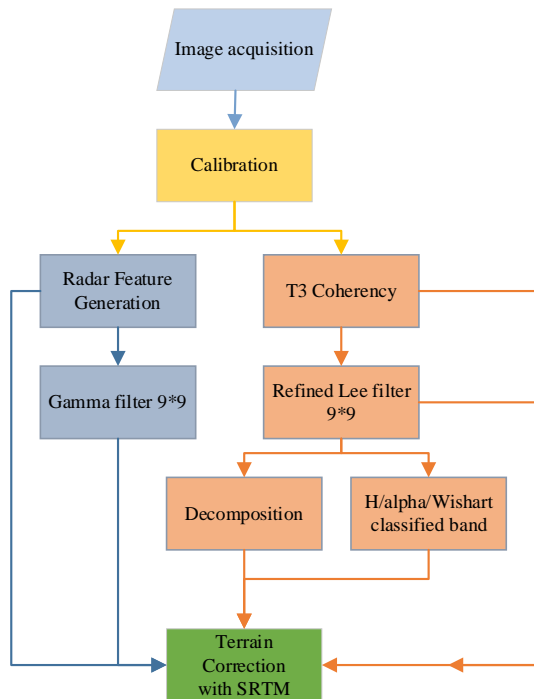 Image acquisition
Calibration
Radar Feature
Generation
T3 Coherency
Gamma filter 9*9
Refined Lee filter
9*9
Decomposition
H/alpha/Wishart
classified band
Terrain
Correction
with SRTM